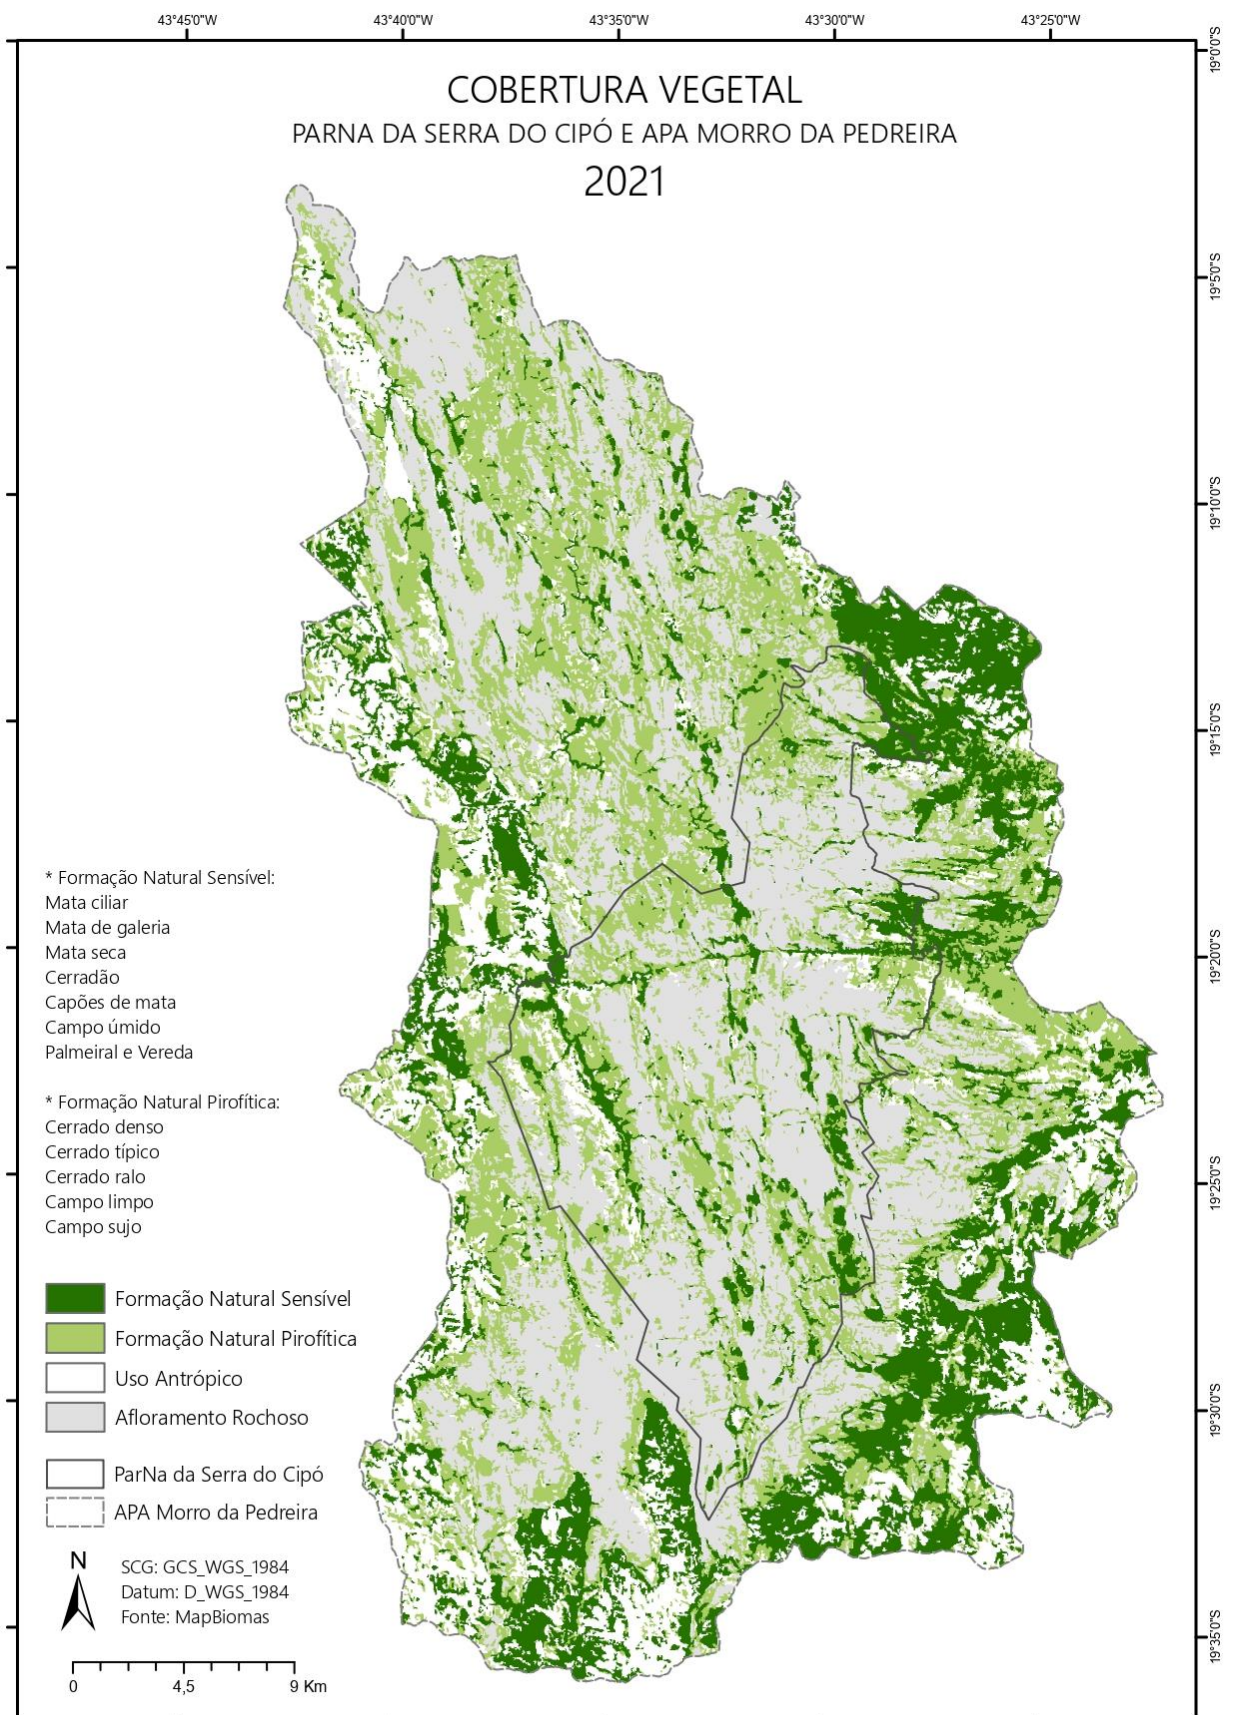 43°45'0"W
43°40'0"W
43°35'0"W
43°30'0"W
43°25'0"W
COBERTURA VEGETAL
PARNA DA SERRA DO CIPÓ E APA MORRO DA PEDREIRA
2021
19°0'0"S
19°5'0"S
19°10'0"S
19°15'0"S
19°20'0"S
19°25'0"S
19°30'0"S
19°35'0"S
* Formação Natural Sensível:
Mata ciliar
Mata de galeria
Mata seca
Cerradão
Capões de mata
Campo úmido
Palmeiral e Vereda
* Formação Natural Pirofítica:
Cerrado denso
Cerrado típico
Cerrado ralo
Campo limpo
Campo sujo
Formação Natural Sensível
Formação Natural Pirofítica
Uso Antrópico
Afloramento Rochoso
ParNa da Serra do Cipó
APA Morro da Pedreira
N
SCG: GCS_WGS_1984
Datum: D_WGS_1984
Fonte: MapBiomas
0 4,5 9 Km